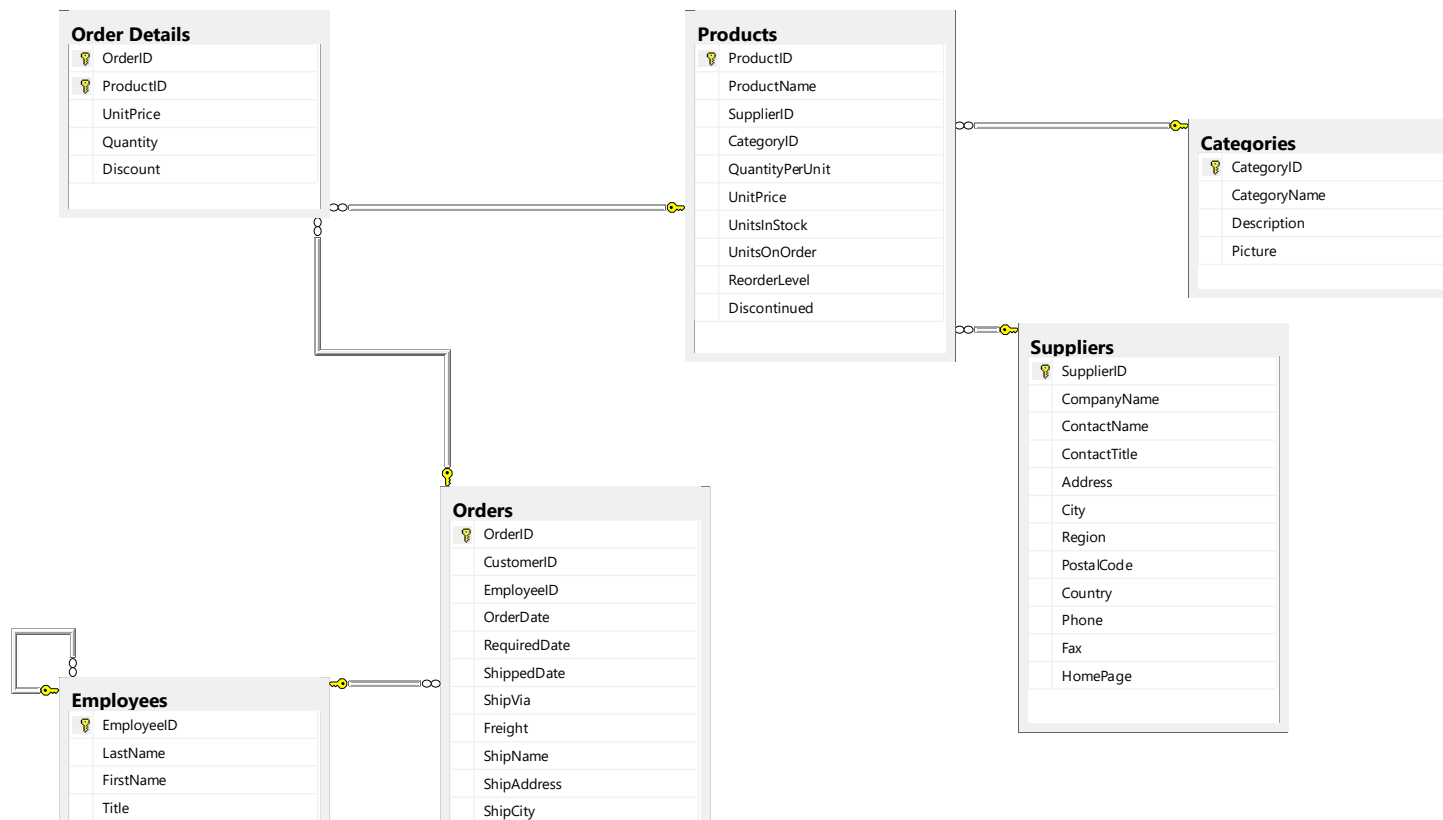 Order Details
OrderID
ProductID
UnitPrice
Quantity
Discount
Products
ProductID
ProductName
SupplierID
CategoryID
QuantityPerUnit
UnitPrice
UnitsInStock
UnitsOnOrder
ReorderLevel
Discontinued
Categories
CategoryID
CategoryName
Description
Picture
Suppliers
SupplierID
CompanyName
ContactName
ContactTitle
Address
City
Region
PostalCode
Country
Phone
Fax
HomePage
Orders
OrderID
CustomerID
EmployeeID
OrderDate
RequiredDate
ShippedDate
ShipVia
Freight
ShipName
ShipAddress
ShipCity
Employees
EmployeeID
LastName
FirstName
Title